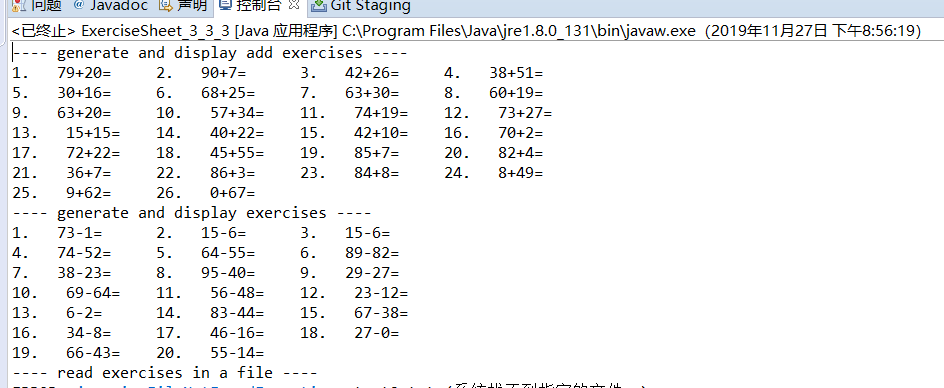 问题 @ Javadoc 声明 控制台 Git Staging
<已终止> ExerciseSheet_3_3_3 [Java 应用程序] C:\Program Files\Java\jre1.8.0_131\bin\javaw.exe（2019年11月27日 下午8:56:19）
---- generate and display add exercises ----
1. 79+20= 2. 90+7= 3. 42+26= 4. 38+51=
5. 30+16= 6. 68+25= 7. 63+30= 8. 60+19=
9. 63+20= 10. 57+34= 11. 74+19= 12. 73+27=
13. 15+15= 14. 40+22= 15. 42+10= 16. 70+2=
17. 72+22= 18. 45+55= 19. 85+7= 20. 82+4=
21. 36+7= 22. 86+3= 23. 84+8= 24. 8+49=
25. 9+62= 26. 0+67=
---- generate and display exercises ----
1. 73-1= 2. 15-6= 3. 15-6=
4. 74-52= 5. 64-55= 6. 89-82=
7. 38-23= 8. 95-40= 9. 29-27=
10. 69-64= 11. 56-48= 12. 23-12=
13. 6-2= 14. 83-44= 15. 67-38=
16. 34-8= 17. 46-16= 18. 27-0=
19. 66-43= 20. 55-14=
---- read exercises in a file ----